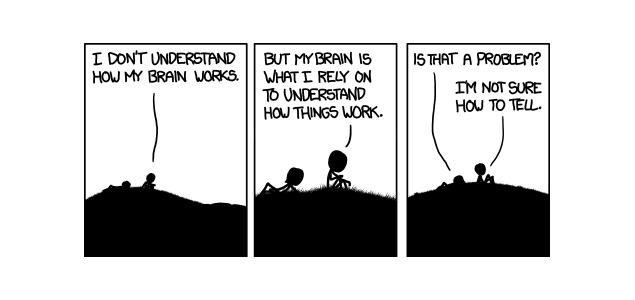 I DON'T UNDERSTAND
HOW MY BRAIN WORKS.
BUT MY BRAIN IS
WHAT I RELY ON
TO UNDERSTAND
HOW THINGS WORK.
IS THAT A PROBLEM?
I'M NOT SURE
HOW TO TELL.